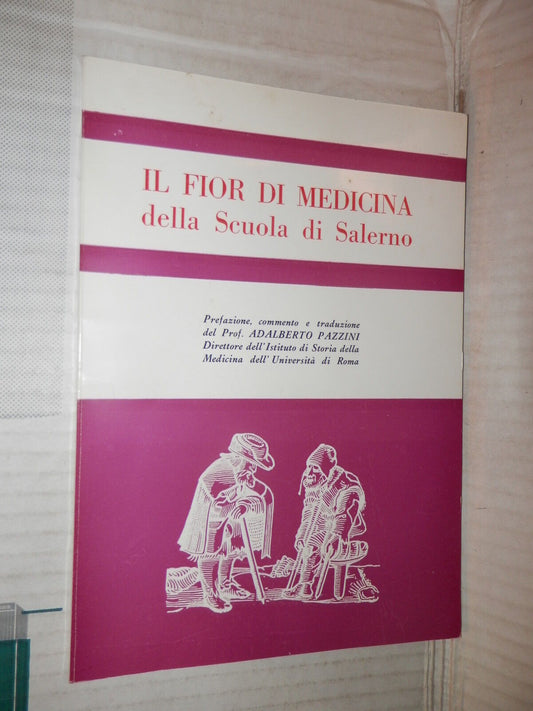 IL FIOR DI MEDICINA
della Scuola di Salerno
Prefazione, commento e traduzione
del Prof. ADALBERTO PAZZINI
Direttore dell'Istituto di Storia della
Medicina dell'Università di Roma